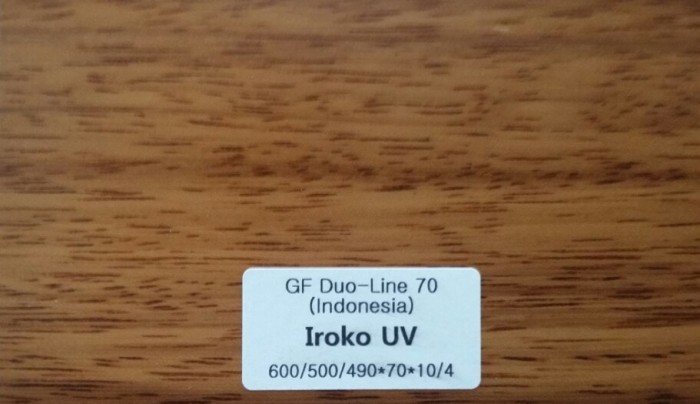 GF Duo-Line 70
(Indonesia)
Iroko UV
600/500/490*70*10/4